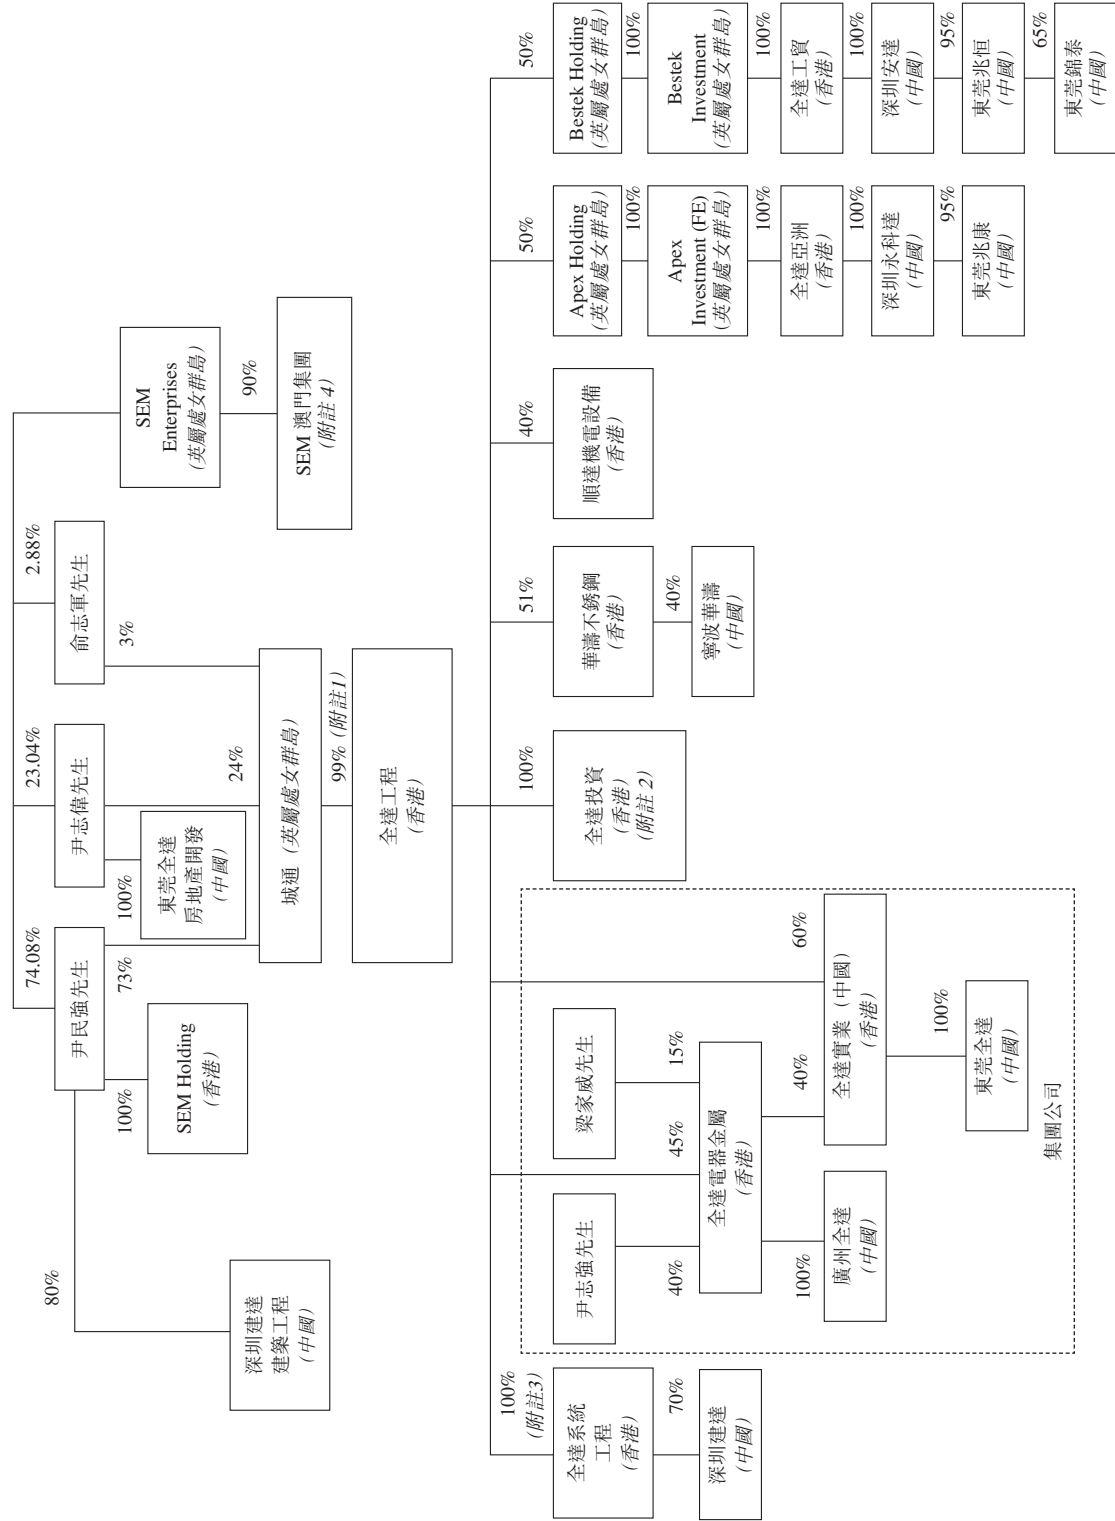 74.08%
23.04%
2.88%
尹民強先生
尹志偉先生
俞志軍先生
80%
100%
73%
100%
24%
3%
SEM
Enterprises
(英屬處女群島)
90%
SEM 澳門集團
(附註 4)
深圳建達
建築工程
(中國)
SEM Holding
(香港)
東莞全達
房地產開發
(中國)
城通 (英屬處女群島)
99% (附註1)
全達工程
(香港)
100%
(附註3)
全達系統
工程
(香港)
70%
深圳建達
(中國)
尹志強先生
梁家威先生
40%
45%
15%
全達電器金屬
(香港)
100%
40%
60%
廣州全達
(中國)
全達實業 (中國)
(香港)
100%
東莞全達
(中國)
集團公司
100%
全達投資
(香港)
(附註 2)
51%
華濤不銹鋼
(香港)
40%
寧波華濤
(中國)
40%
順達機電設備
(香港)
50%
Apex Holding
(英屬處女群島)
100%
Apex
Investment (FE)
(英屬處女群島)
100%
全達亞洲
(香港)
100%
深圳永科達
(中國)
95%
東莞兆康
(中國)
50%
Bestek Holding
(英屬處女群島)
100%
Bestek
Investment
(英屬處女群島)
100%
全達工貿
(香港)
100%
深圳安達
(中國)
95%
東莞兆恒
(中國)
65%
東莞錦泰
(中國)